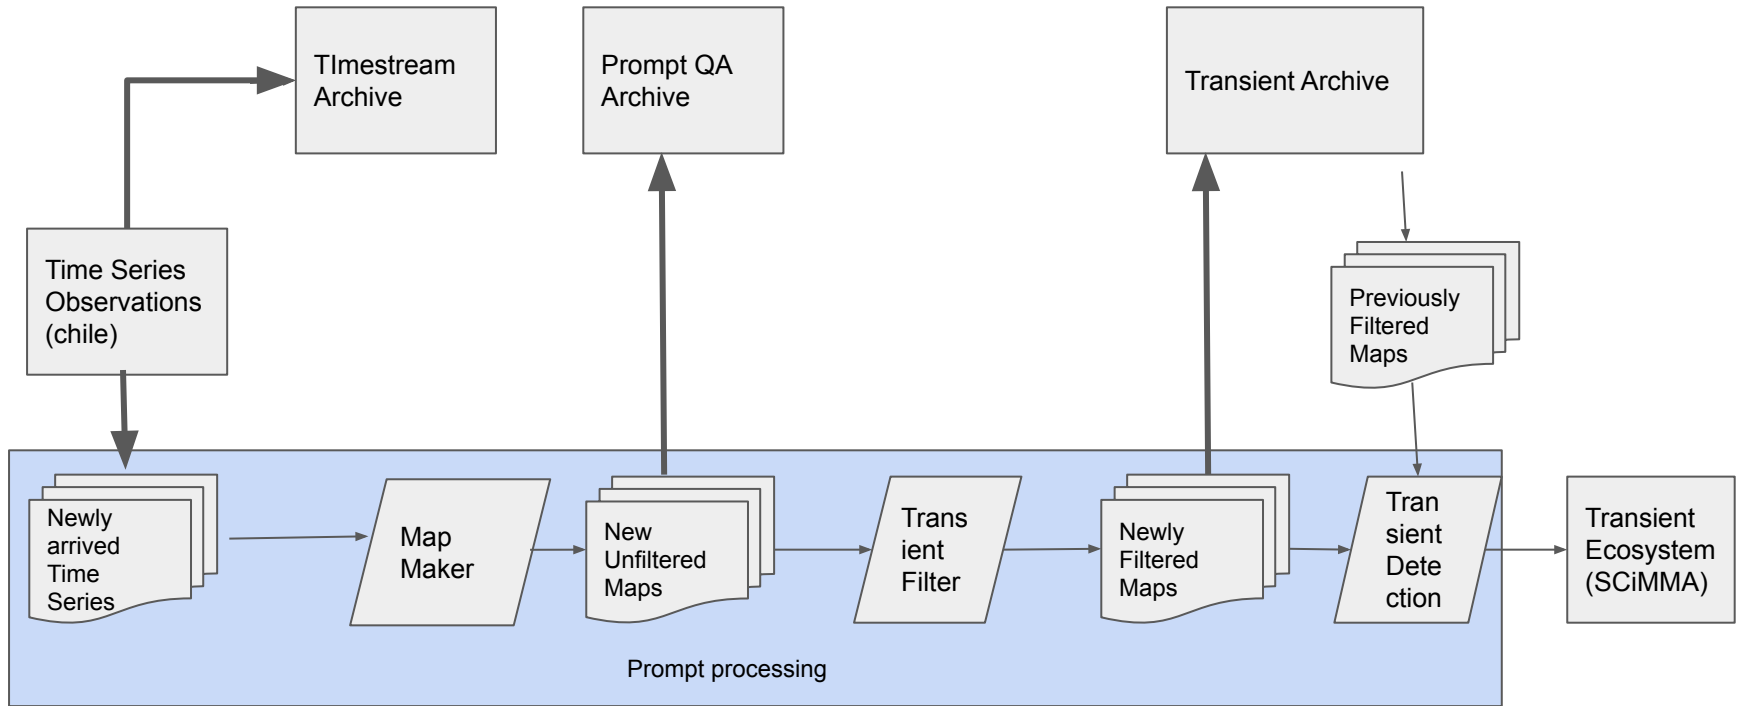 TImestream
Archive
Prompt QA
Archive
Transient Archive
Time Series
Observations
(chile)
Previously
Filtered
Maps
Newly
arrived
Time
Series
Map
Maker
New
Unfiltered
Maps
Trans
ient
Filter
Newly
Filtered
Maps
Tran
sient
Dete
ction
Transient
Ecosystem
(SCiMMA)
Prompt processing